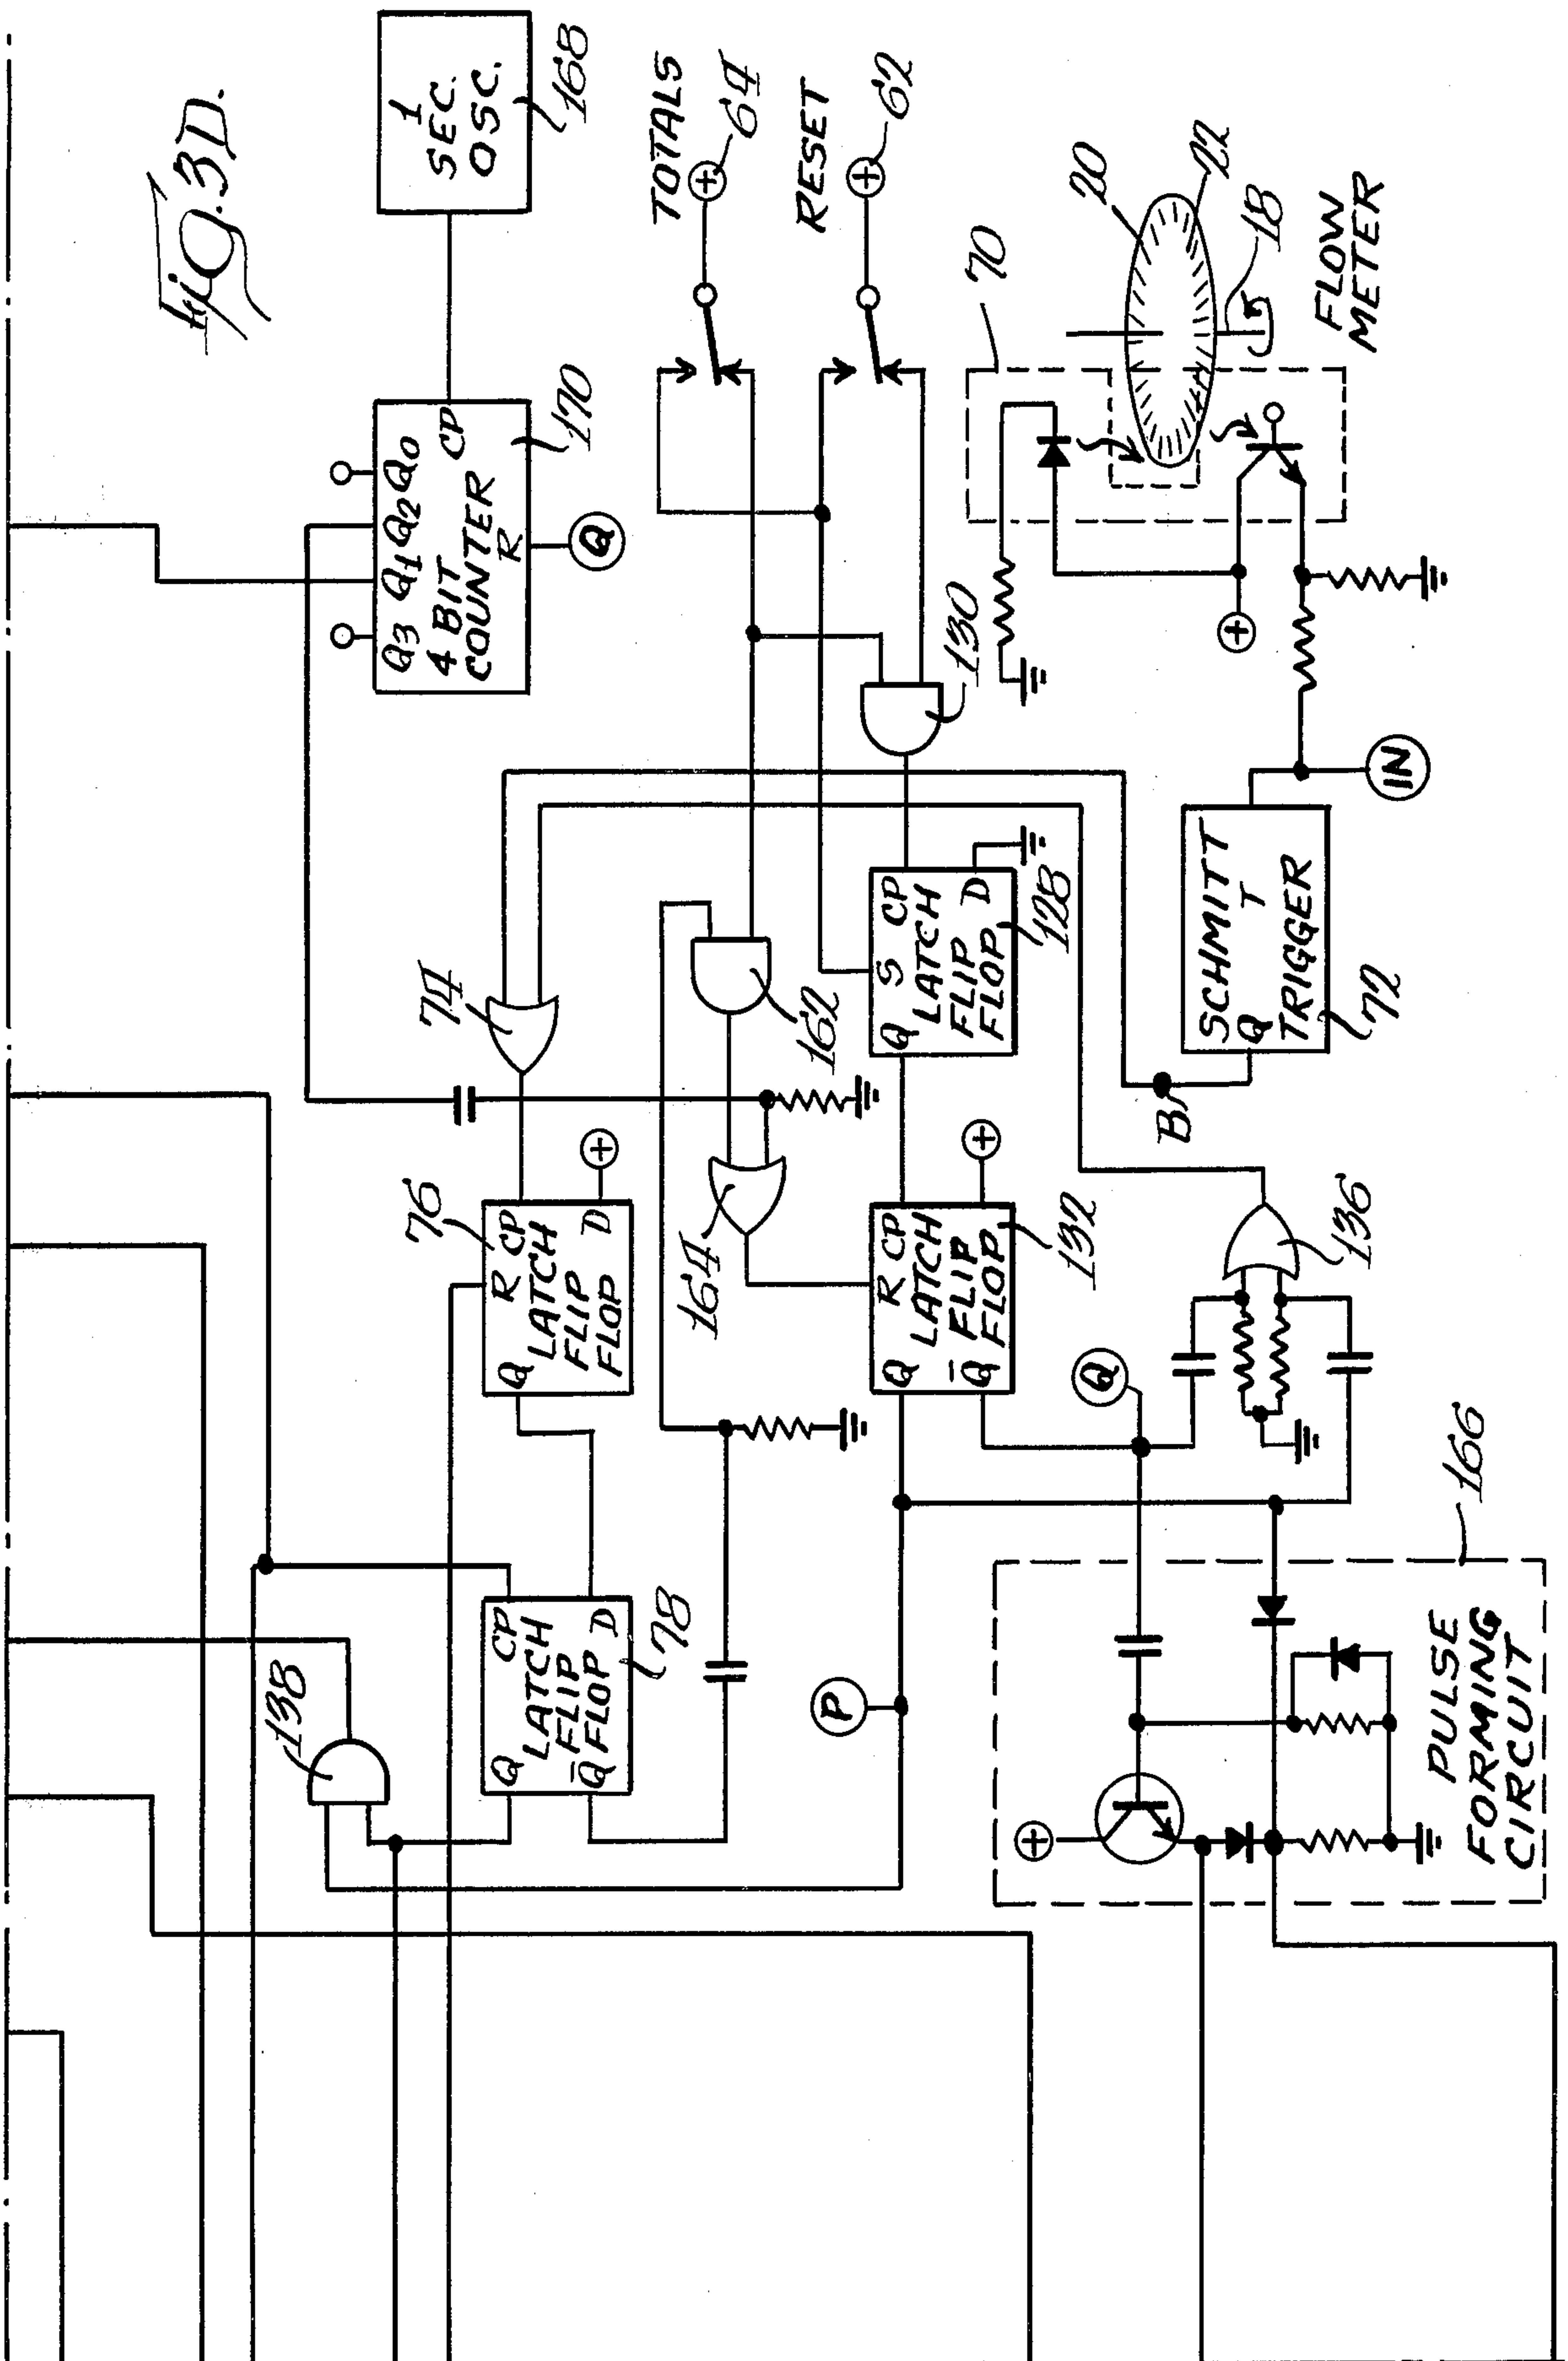 Fig. 3D.
1
SEC.
OSC.
168
Q3 Q1 Q2 Q0
4 BIT CP
COUNTER
R
170
Q
TOTALS
+
64
RESET
+
62
70
20
22
18
FLOW
METER
+
IN
130
74
162
164
Q S CP
LATCH
FLIP
FLOP D
128
SCHMITT
Q T
TRIGGER
72
B
76
R CP
Q LATCH
FLIP
FLOP D
+
R CP
Q LATCH
FLIP
Q̅ FLOP
+
132
136
Q
138
CP
Q LATCH
FLIP
Q̅ FLOP D
78
P
+
166
PULSE
FORMING
CIRCUIT